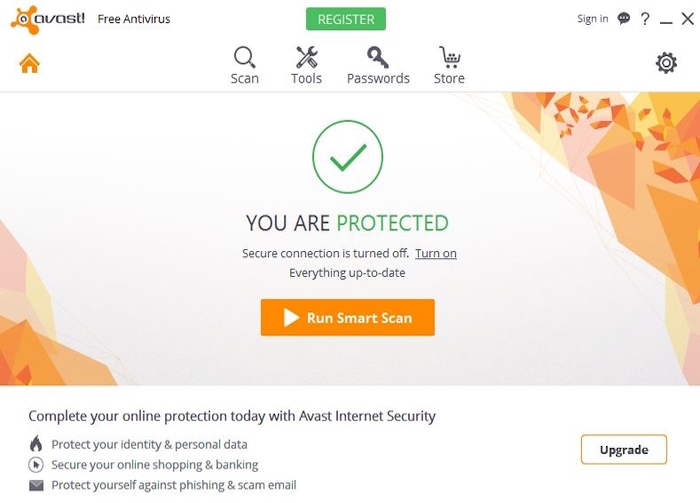 avast! Free Antivirus REGISTER Sign in ?
Scan Tools Passwords Store
YOU ARE PROTECTED
Secure connection is turned off. Turn on
Everything up-to-date
Run Smart Scan
Complete your online protection today with Avast Internet Security
Protect your identity & personal data
Secure your online shopping & banking
Upgrade
Protect yourself against phishing & scam email